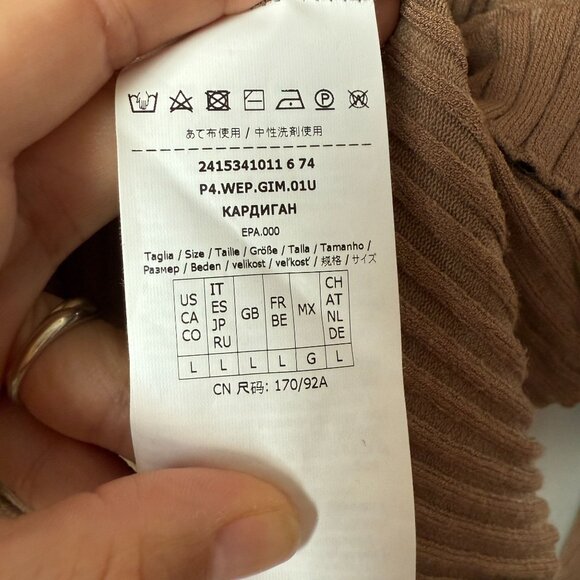 あて布使用 / 中性洗剤使用
2415341011 6 74
P4.WEP.GIM.01U
КАРДИГАН
EPA.000
Taglia / Size / Taille / Größe / Talla / Tamanho /
Размер / Beden / velikost / veľkosť / 规格 / サイズ
US CA CO IT ES JP RU GB FR BE MX CH AT NL DE
L L L L G L
CN 尺码: 170/92A